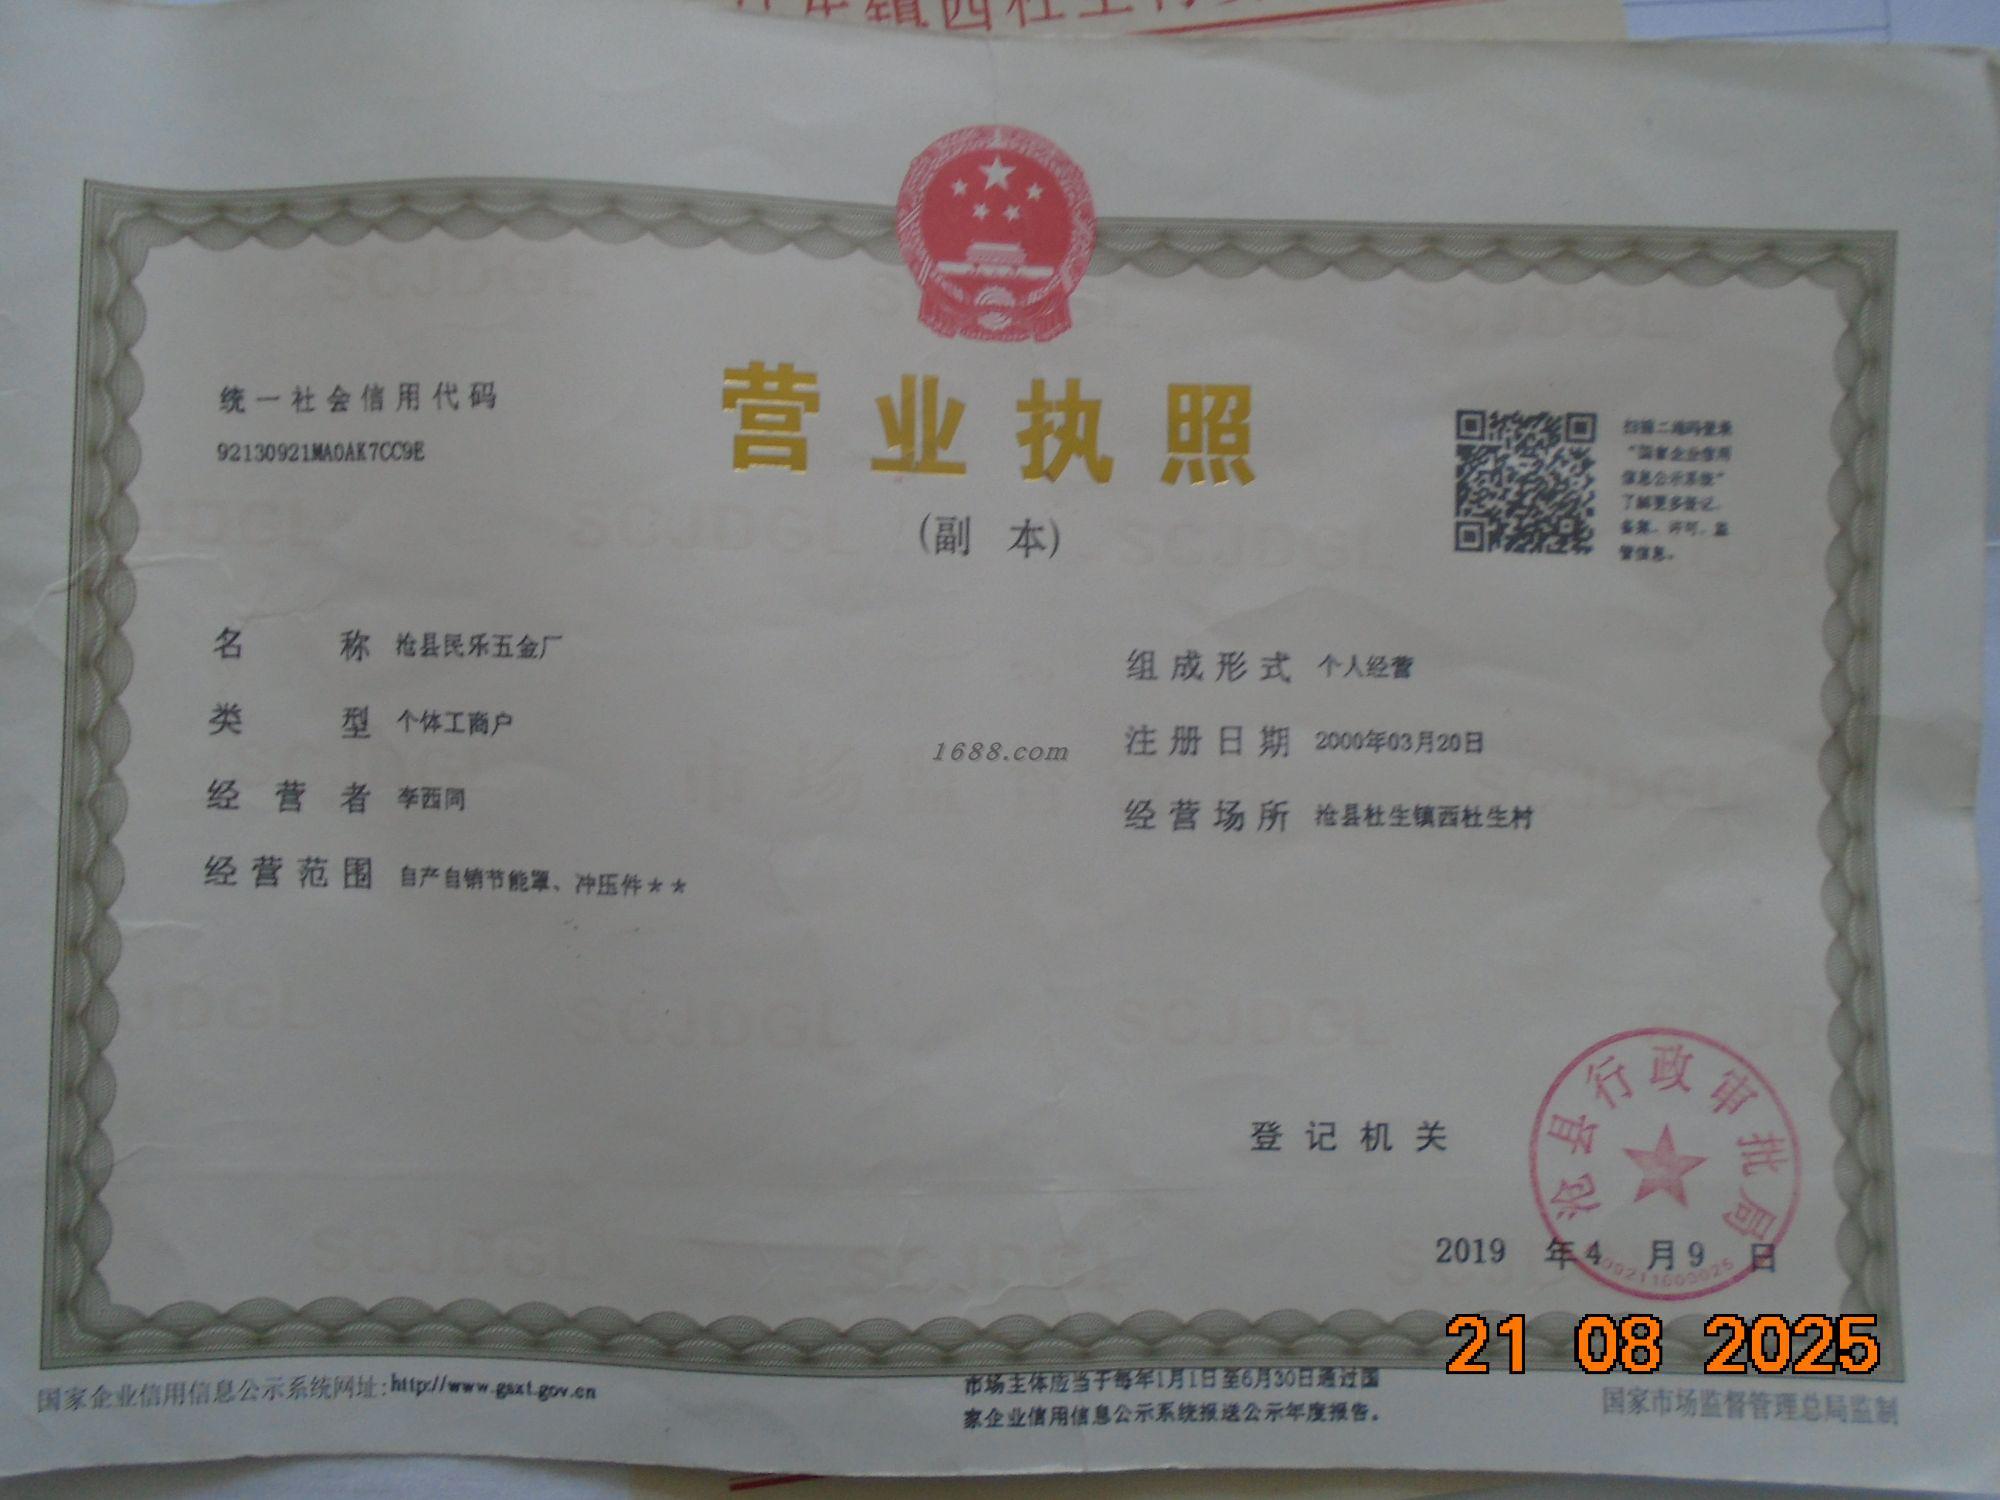 统一社会信用代码
92130921MA0AK7CC9E
营业执照
(副 本)
扫描二维码登录
“国家企业信用
信息公示系统”
了解更多登记、
备案、许可、监
管信息。
名 称 沧县民乐五金厂
类 型 个体工商户
经营者 李西同
经营范围 自产自销节能罩、冲压件**
组成形式 个人经营
注册日期 2000年03月20日
经营场所 沧县杜生镇西杜生村
1688.com
登记机关
沧县行政审批局
2019 年 4 月 9 日
21 08 2025
国家企业信用信息公示系统网址:http://www.gsxt.gov.cn
市场主体应当于每年1月1日至6月30日通过国
家企业信用信息公示系统报送公示年度报告。
国家市场监督管理总局监制
SCJDGL